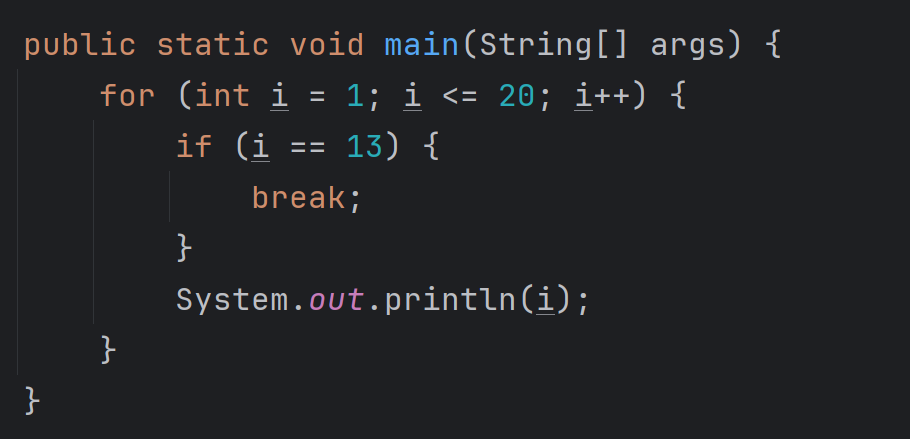 public static void main(String[] args) {
    for (int i = 1; i <= 20; i++) {
        if (i == 13) {
            break;
        }
        System.out.println(i);
    }
}